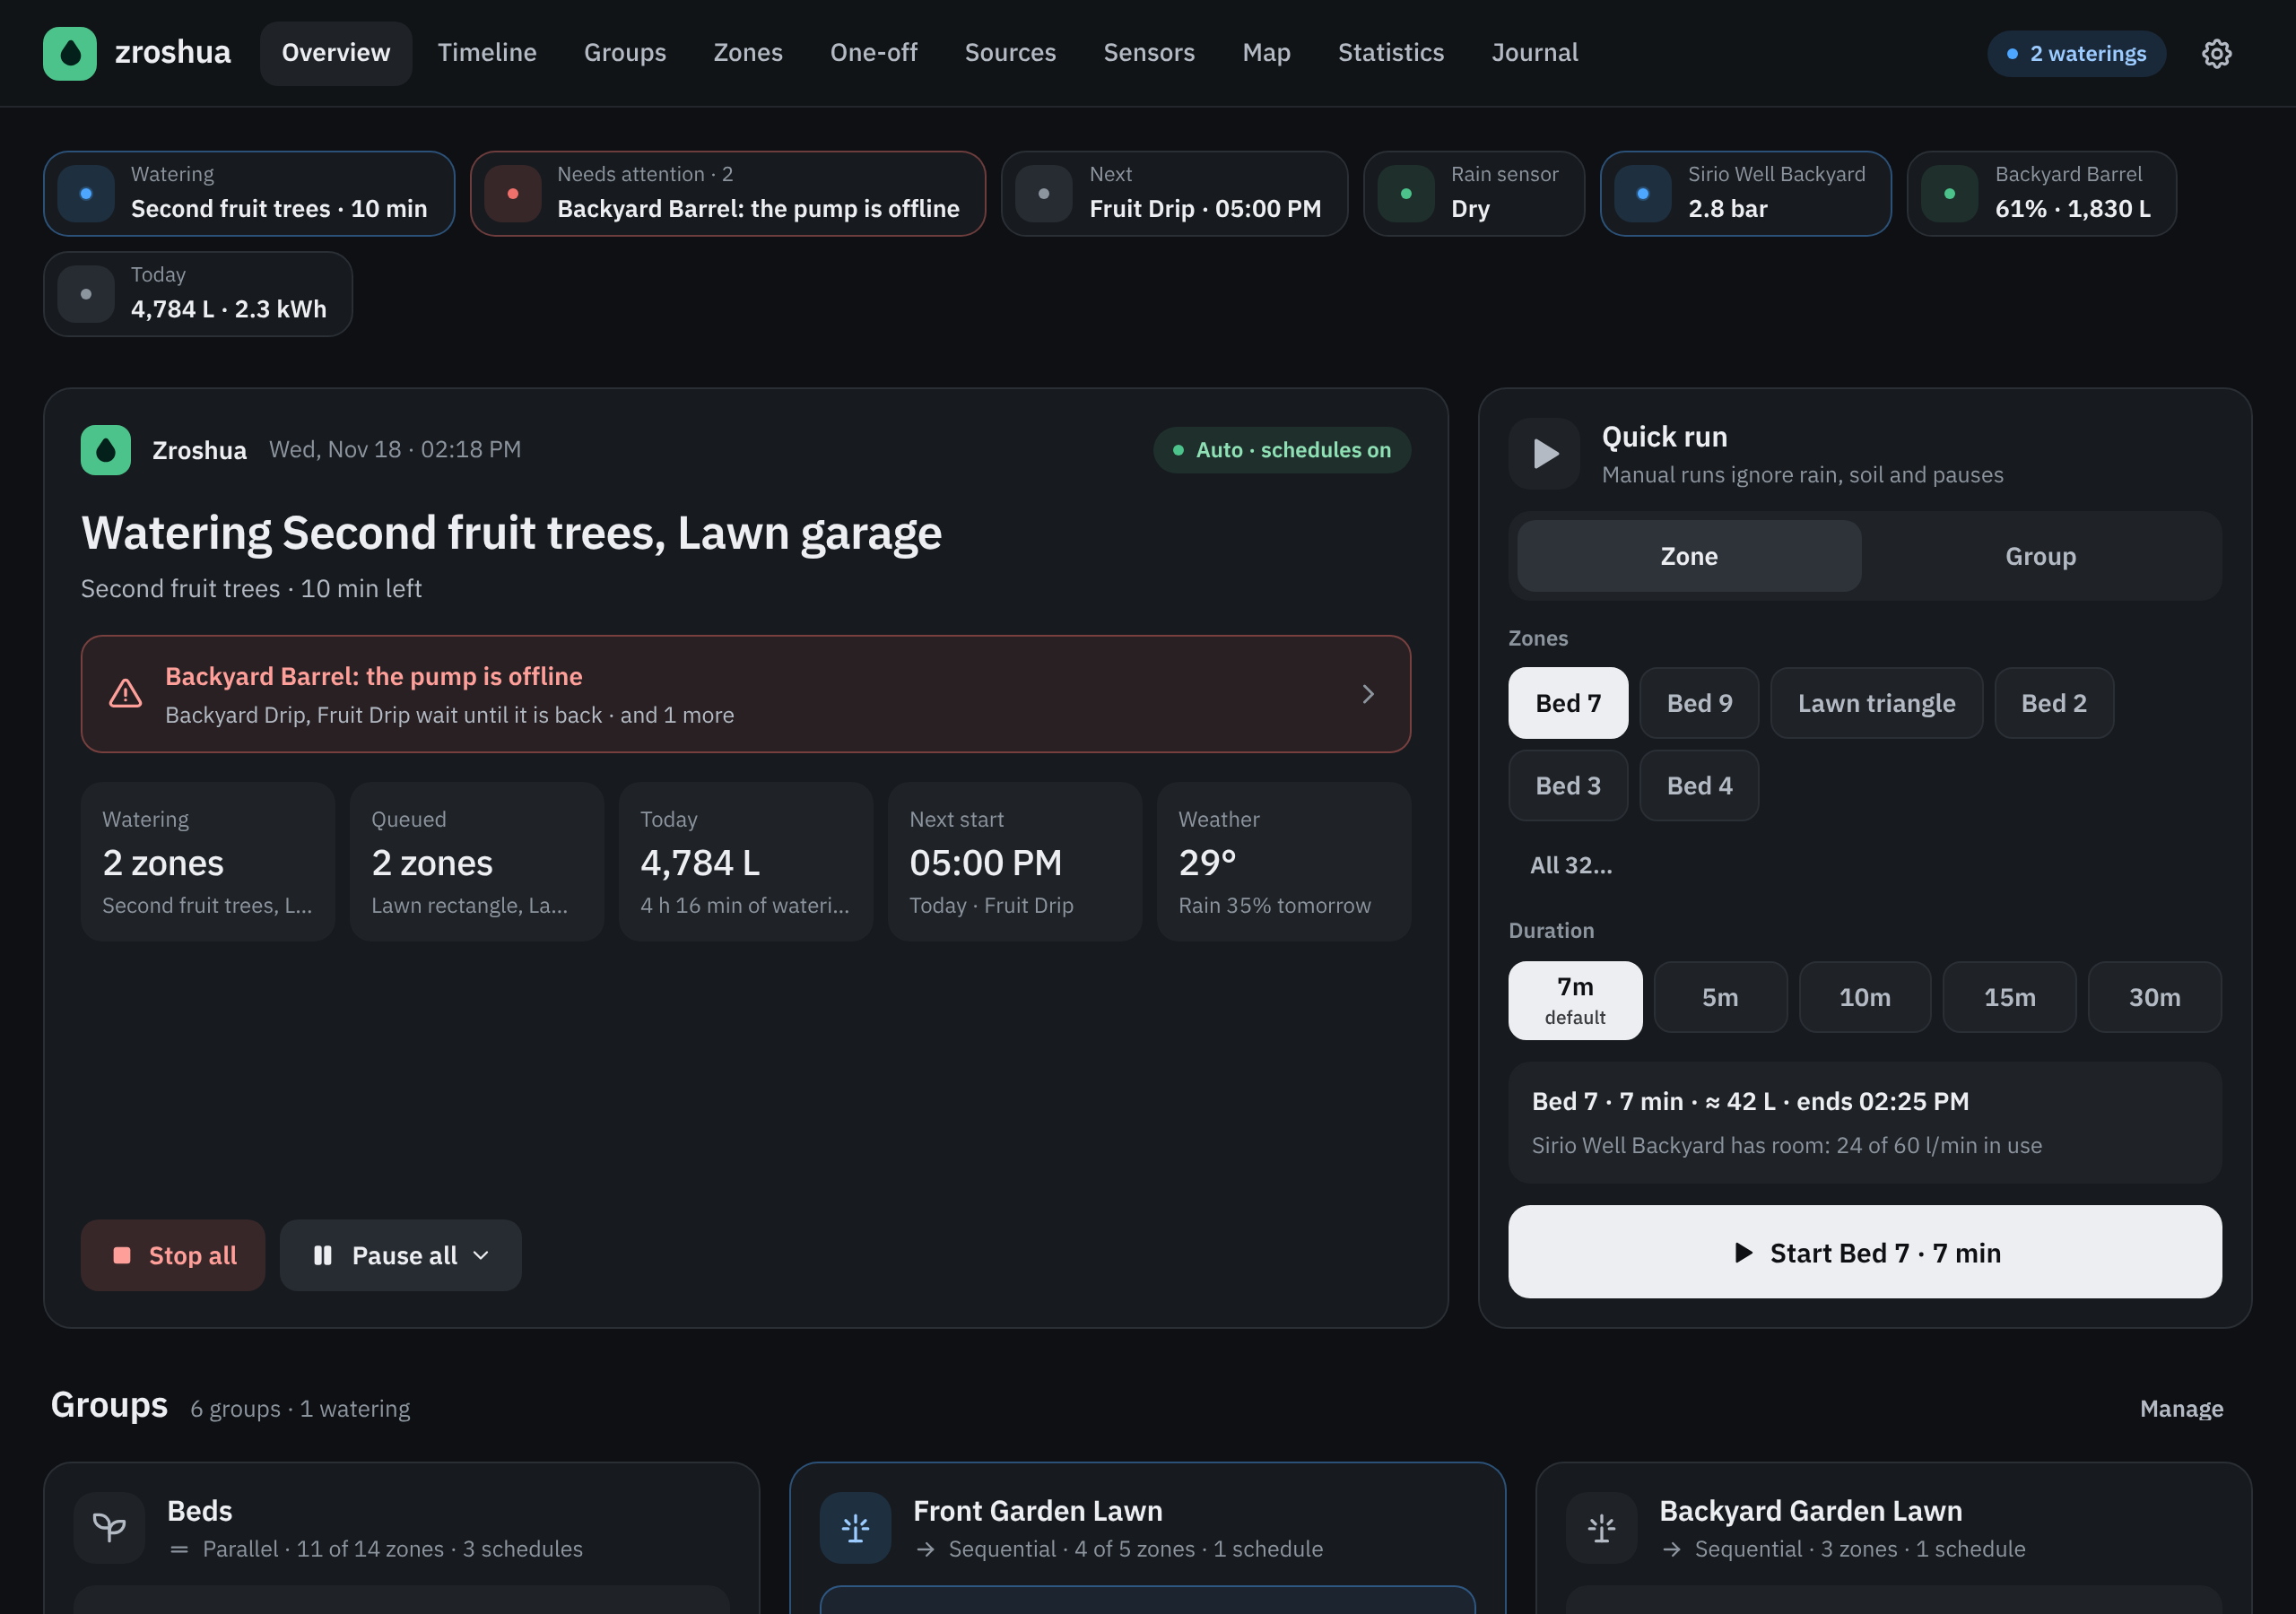 zroshua
Overview
Timeline
Groups
Zones
One-off
Sources
Sensors
Map
Statistics
Journal
2 waterings
Watering
Second fruit trees · 10 min
Needs attention · 2
Backyard Barrel: the pump is offline
Next
Fruit Drip · 05:00 PM
Rain sensor
Dry
Sirio Well Backyard
2.8 bar
Backyard Barrel
61% · 1,830 L
Today
4,784 L · 2.3 kWh
Zroshua
Wed, Nov 18 · 02:18 PM
Auto · schedules on
Watering Second fruit trees, Lawn garage
Second fruit trees · 10 min left
Backyard Barrel: the pump is offline
Backyard Drip, Fruit Drip wait until it is back · and 1 more
Watering
2 zones
Second fruit trees, L...
Queued
2 zones
Lawn rectangle, La...
Today
4,784 L
4 h 16 min of wateri...
Next start
05:00 PM
Today · Fruit Drip
Weather
29°
Rain 35% tomorrow
Stop all
Pause all
Quick run
Manual runs ignore rain, soil and pauses
Zone
Group
Zones
Bed 7
Bed 9
Lawn triangle
Bed 2
Bed 3
Bed 4
All 32...
Duration
7m
default
5m
10m
15m
30m
Bed 7 · 7 min · ≈ 42 L · ends 02:25 PM
Sirio Well Backyard has room: 24 of 60 l/min in use
Start Bed 7 · 7 min
Groups
6 groups · 1 watering
Manage
Beds
Parallel · 11 of 14 zones · 3 schedules
Front Garden Lawn
Sequential · 4 of 5 zones · 1 schedule
Backyard Garden Lawn
Sequential · 3 zones · 1 schedule